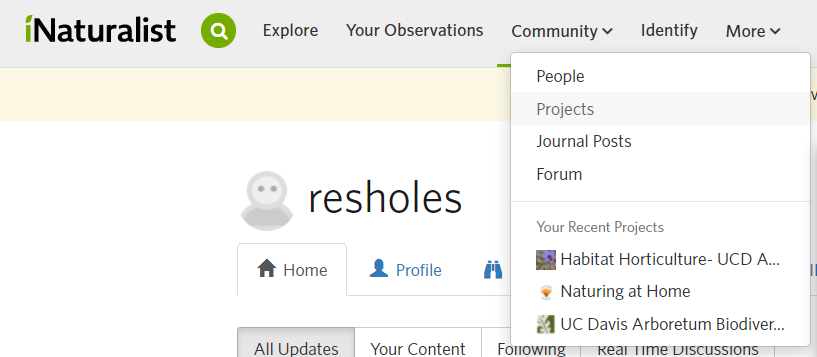 iNaturalist Explore Your Observations Community Identify More
People
Projects
Journal Posts
Forum
Your Recent Projects
Habitat Horticulture- UCD A...
Naturing at Home
UC Davis Arboretum Biodiver...
resholes
Home Profile
All Updates Your Content Following Real Time Discussions